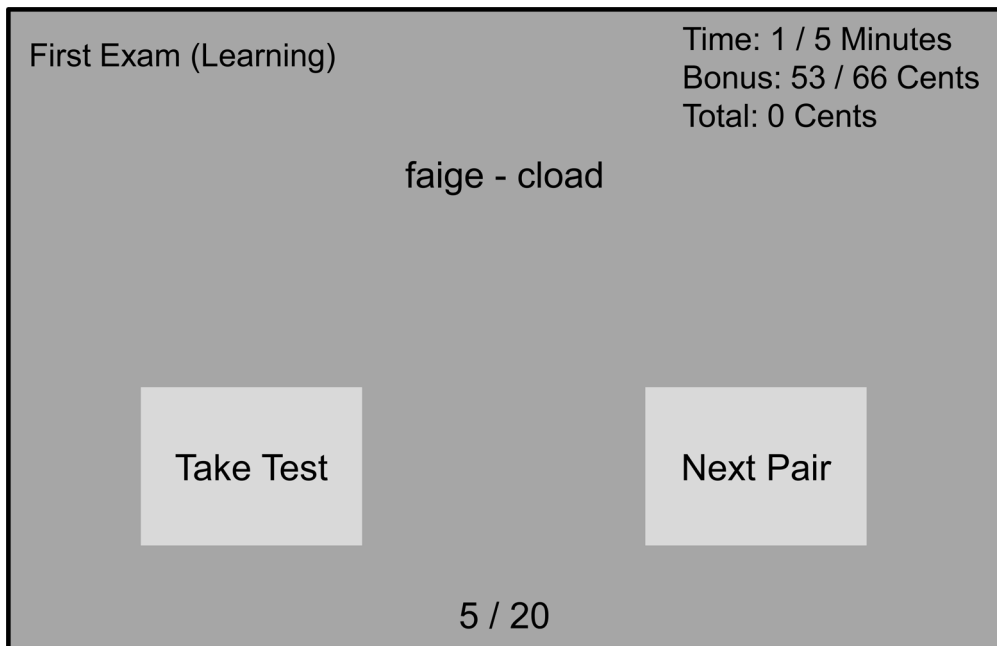 First Exam (Learning)
Time: 1 / 5 Minutes
Bonus: 53 / 66 Cents
Total: 0 Cents
faige - cload
Take Test
Next Pair
5 / 20